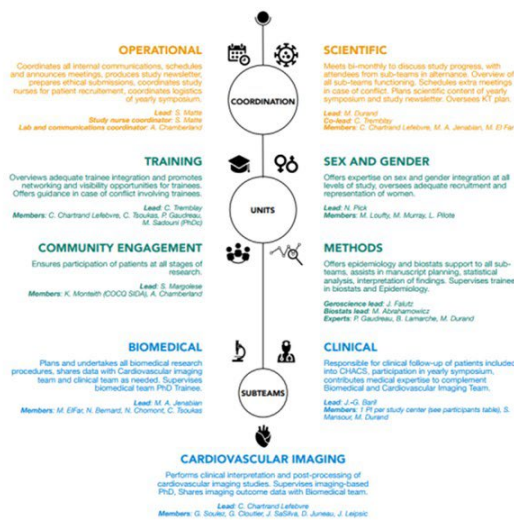 OPERATIONAL
Coordinates all internal communications, schedules
and announces meetings, produces study newsletter,
prepares ethical submissions, coordinates study
nurses for patient recruitement, coordinates logistics
of yearly symposium.
Lead: S. Matte
Study nurse coordinator: S. Matte
Lab and communications coordinator: A. Chamberland
COORDINATION
SCIENTIFIC
Meets bi-monthly to discuss study progress, with
attendees from sub-teams in alternance. Overview of
all sub-teams functioning. Schedules extra meetings
in case of conflict. Plans scientific content of yearly
symposium and study newsletter. Oversees KT plan.
Lead: M. Durand
Co-lead: C. Tremblay
Members: C. Chartrand Lefebvre, M. A. Jenabian, M. El Far
TRAINING
Overviews adequate trainee integration and promotes
networking and visibility opportunities for trainees.
Offers guidance in case of conflict involving trainees.
Lead: C. Tremblay
Members: C. Chartrand Lefebvre, C. Tsoukas, P. Gaudreau,
M. Sadouni (PhDc)
UNITS
SEX AND GENDER
Offers expertise on sex and gender integration at all
levels of study, oversees adequate recruitment and
representation of women.
Lead: N. Pick
Members: M. Loutfy, M. Murray, L. Pilote
COMMUNITY ENGAGEMENT
Ensures participation of patients at all stages of
research.
Lead: S. Margolese
Members: K. Monteith (COCQ SIDA), A. Chamberland
METHODS
Offers epidemiology and biostats support to all sub-
teams, assists in manuscript planning, statistical
analysis, interpretation of findings. Supervises trainees
in biostats and Epidemiology.
Geroscience lead: J. Falutz
Biostats lead: M. Abrahamowicz
Experts: P. Gaudreau, B. Lamarche, M. Durand
BIOMEDICAL
Plans and undertakes all biomedical research
procedures, shares data with Cardiovascular imaging
team and clinical team as needed. Supervises
biomedical team PhD Trainee.
Lead: M. A. Jenabian
Members: M. ElFar, N. Bernard, N. Chomont, C. Tsoukas
SUBTEAMS
CLINICAL
Responsible for clinical follow-up of patients included
into CHACS, participation in yearly symposium,
contributes medical expertise to complement
Biomedical and Cardiovascular Imaging Team.
Lead: J.-G. Baril
Members: 1 PI per study center (see participants table), S.
Mansour, M. Durand
CARDIOVASCULAR IMAGING
Performs clinical interpretation and post-processing of
cardiovascular imaging studies. Supervises imaging-based
PhD, Shares imaging outcome data with Biomedical team.
Lead: C. Chartrand Lefebvre
Members: G. Soulez, G. Cloutier, J. SaSilva, D. Juneau, J. Leipsic